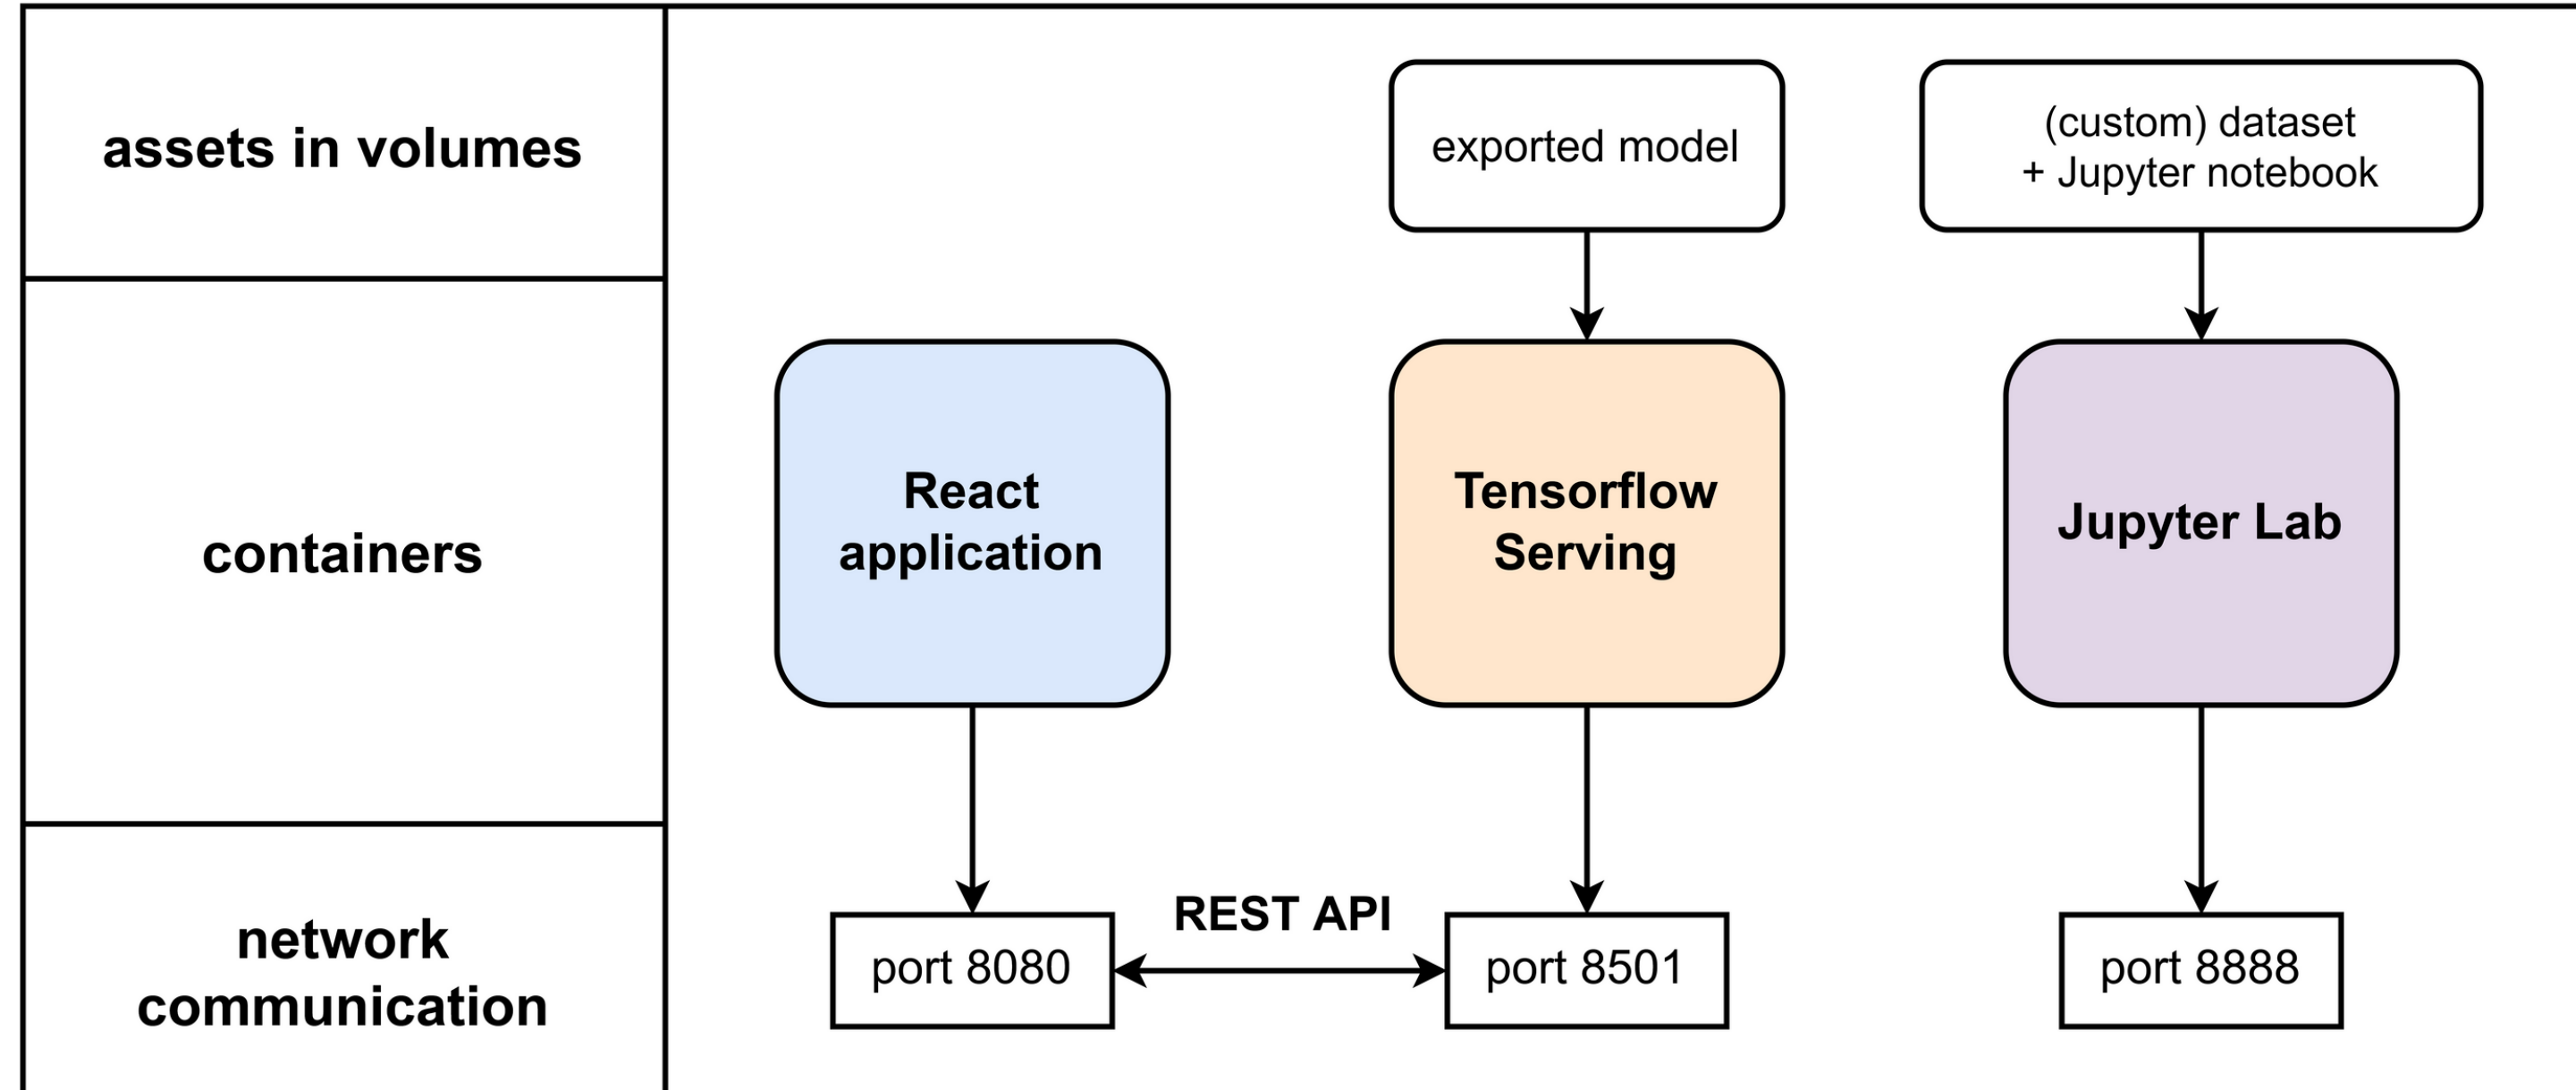 assets in volumes
exported model
(custom) dataset
+ Jupyter notebook
containers
React
application
Tensorflow
Serving
Jupyter Lab
network
communication
REST API
port 8080
port 8501
port 8888